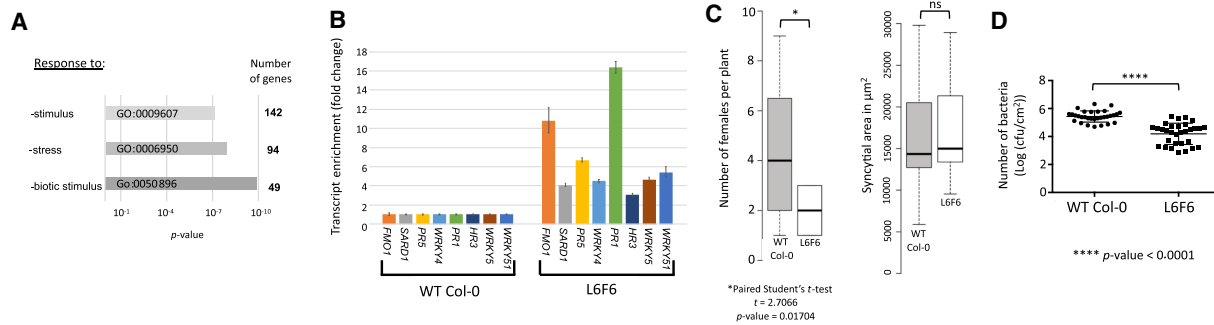 A
Response to:
Number
of genes
-stimulus
GO:0009607
142
-stress
GO:0006950
94
-biotic stimulus
Go:0050896
49
10-1
10-4
10-7
10-10
p-value
B
Transcript enrichment (fold change)
18
16
14
12
10
8
6
4
2
0
FMO1
SARD1
PR5
WRKY4
PR1
HR3
WRKY5
WRKY51
FMO1
SARD1
PR5
WRKY4
PR1
HR3
WRKY5
WRKY51
WT Col-0
L6F6
C
Number of females per plant
10
8
6
4
2
0
*
WT
Col-0
L6F6
*Paired Student's t-test
t = 2.7066
p-value = 0.01704
Syncytial area in µm2
30000
25000
20000
15000
10000
5000
0
ns
WT
Col-0
L6F6
D
Number of bacteria
(Log (cfu/cm2))
8
6
4
2
0
****
WT Col-0
L6F6
**** p-value < 0.0001